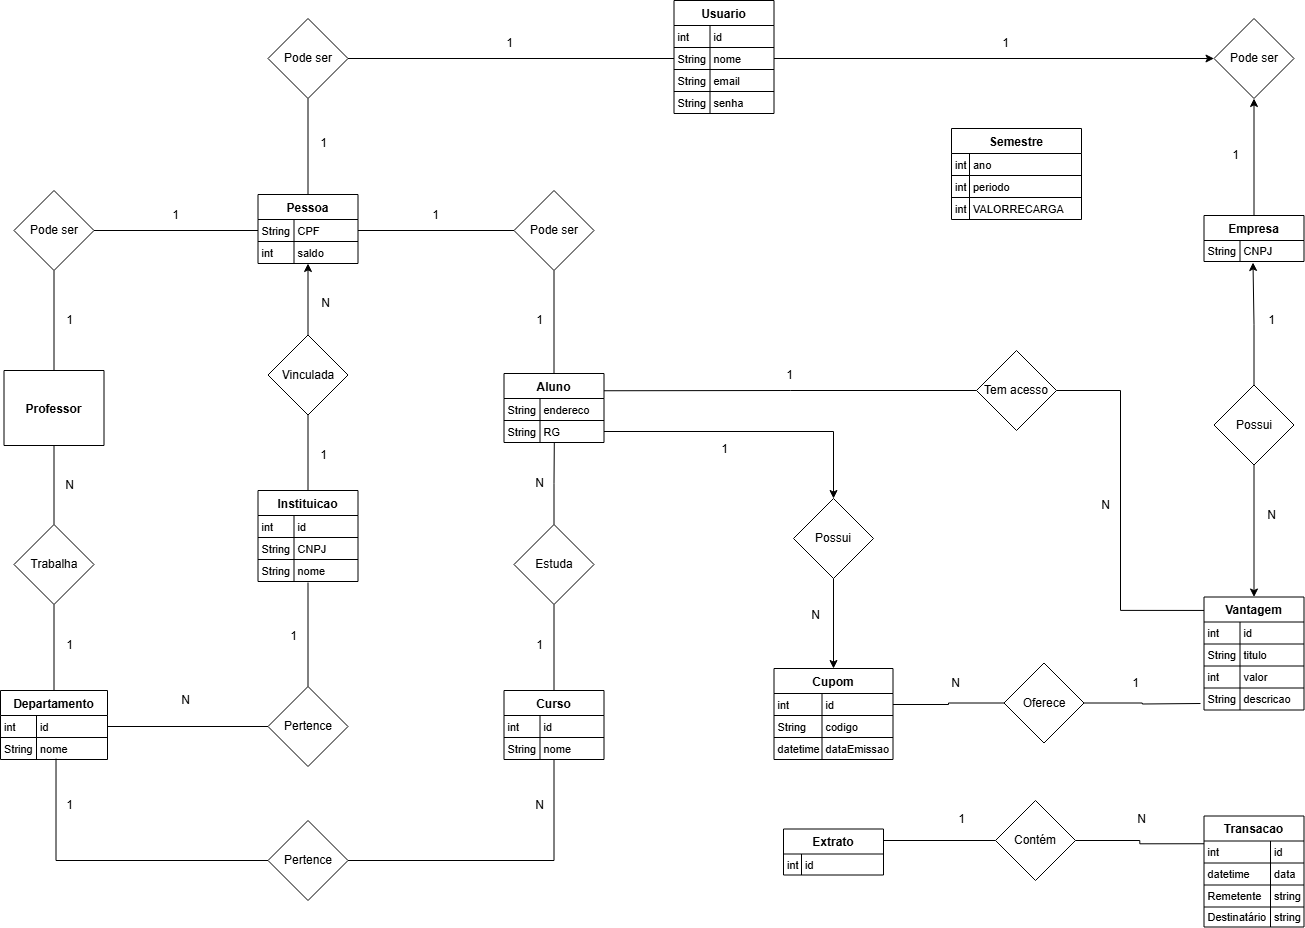 Usuario
int id
String nome
String email
String senha
Pode ser
1
1
Pode ser
1
Semestre
int ano
int periodo
int VALORRECARGA
1
Pessoa
String CPF
int saldo
Pode ser
1
1
Pode ser
Empresa
String CNPJ
N
1
1
1
Vinculada
Professor
Aluno
String endereco
String RG
1
Tem acesso
Possui
1
1
N
N
N
N
Instituicao
int id
String CNPJ
String nome
Possui
Trabalha
Estuda
N
1
1
1
N
Vantagem
int id
String titulo
int valor
String descricao
Cupom
int id
String codigo
datetime dataEmissao
N
Oferece
1
Departamento
int id
String nome
N
Pertence
Curso
int id
String nome
1
N
Pertence
Extrato
int id
1
Contém
N
Transacao
int id
datetime data
Remetente string
Destinatário string